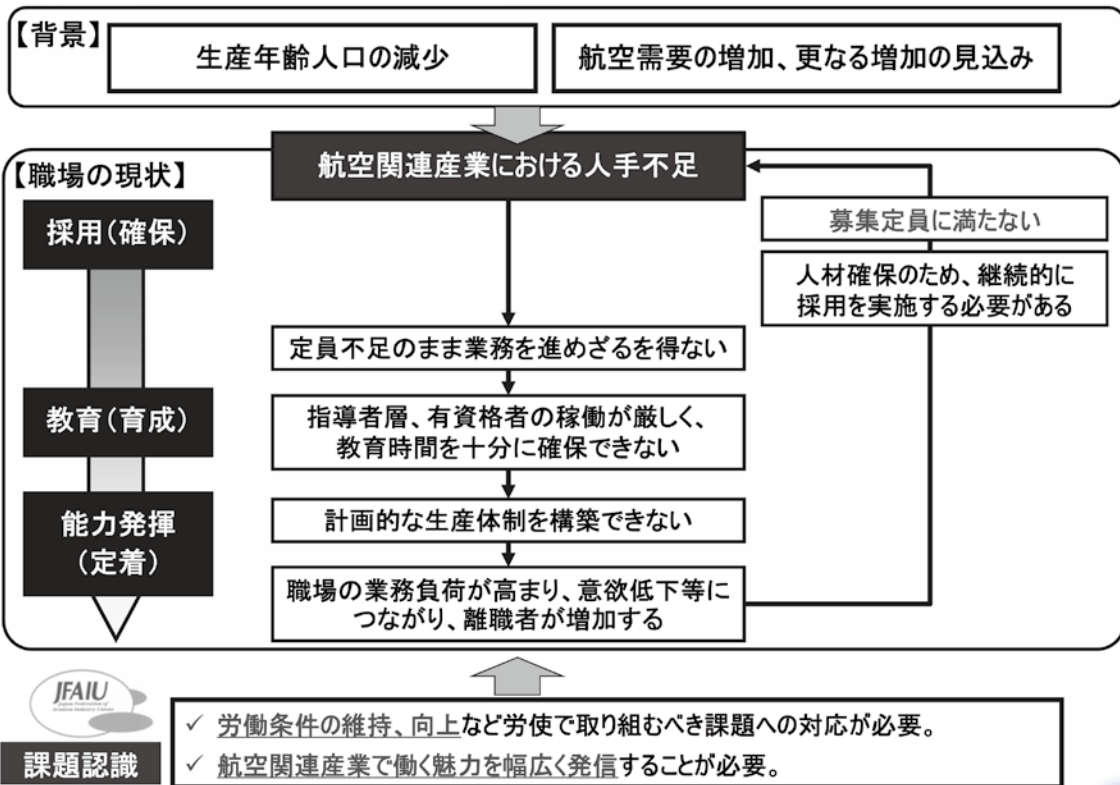 【背景】
生産年齢人口の減少
航空需要の増加、更なる増加の見込み
【職場の現状】
航空関連産業における人手不足
採用(確保)
募集定員に満たない
人材確保のため、継続的に
採用を実施する必要がある
定員不足のまま業務を進めざるを得ない
教育(育成)
指導者層、有資格者の稼働が厳しく、
教育時間を十分に確保できない
能力発揮
(定着)
計画的な生産体制を構築できない
職場の業務負荷が高まり、意欲低下等に
つながり、離職者が増加する
JFAIU
Japan Federation of
Aviation Industry Unions
課題認識
✓ 労働条件の維持、向上など労使で取り組むべき課題への対応が必要。
✓ 航空関連産業で働く魅力を幅広く発信することが必要。